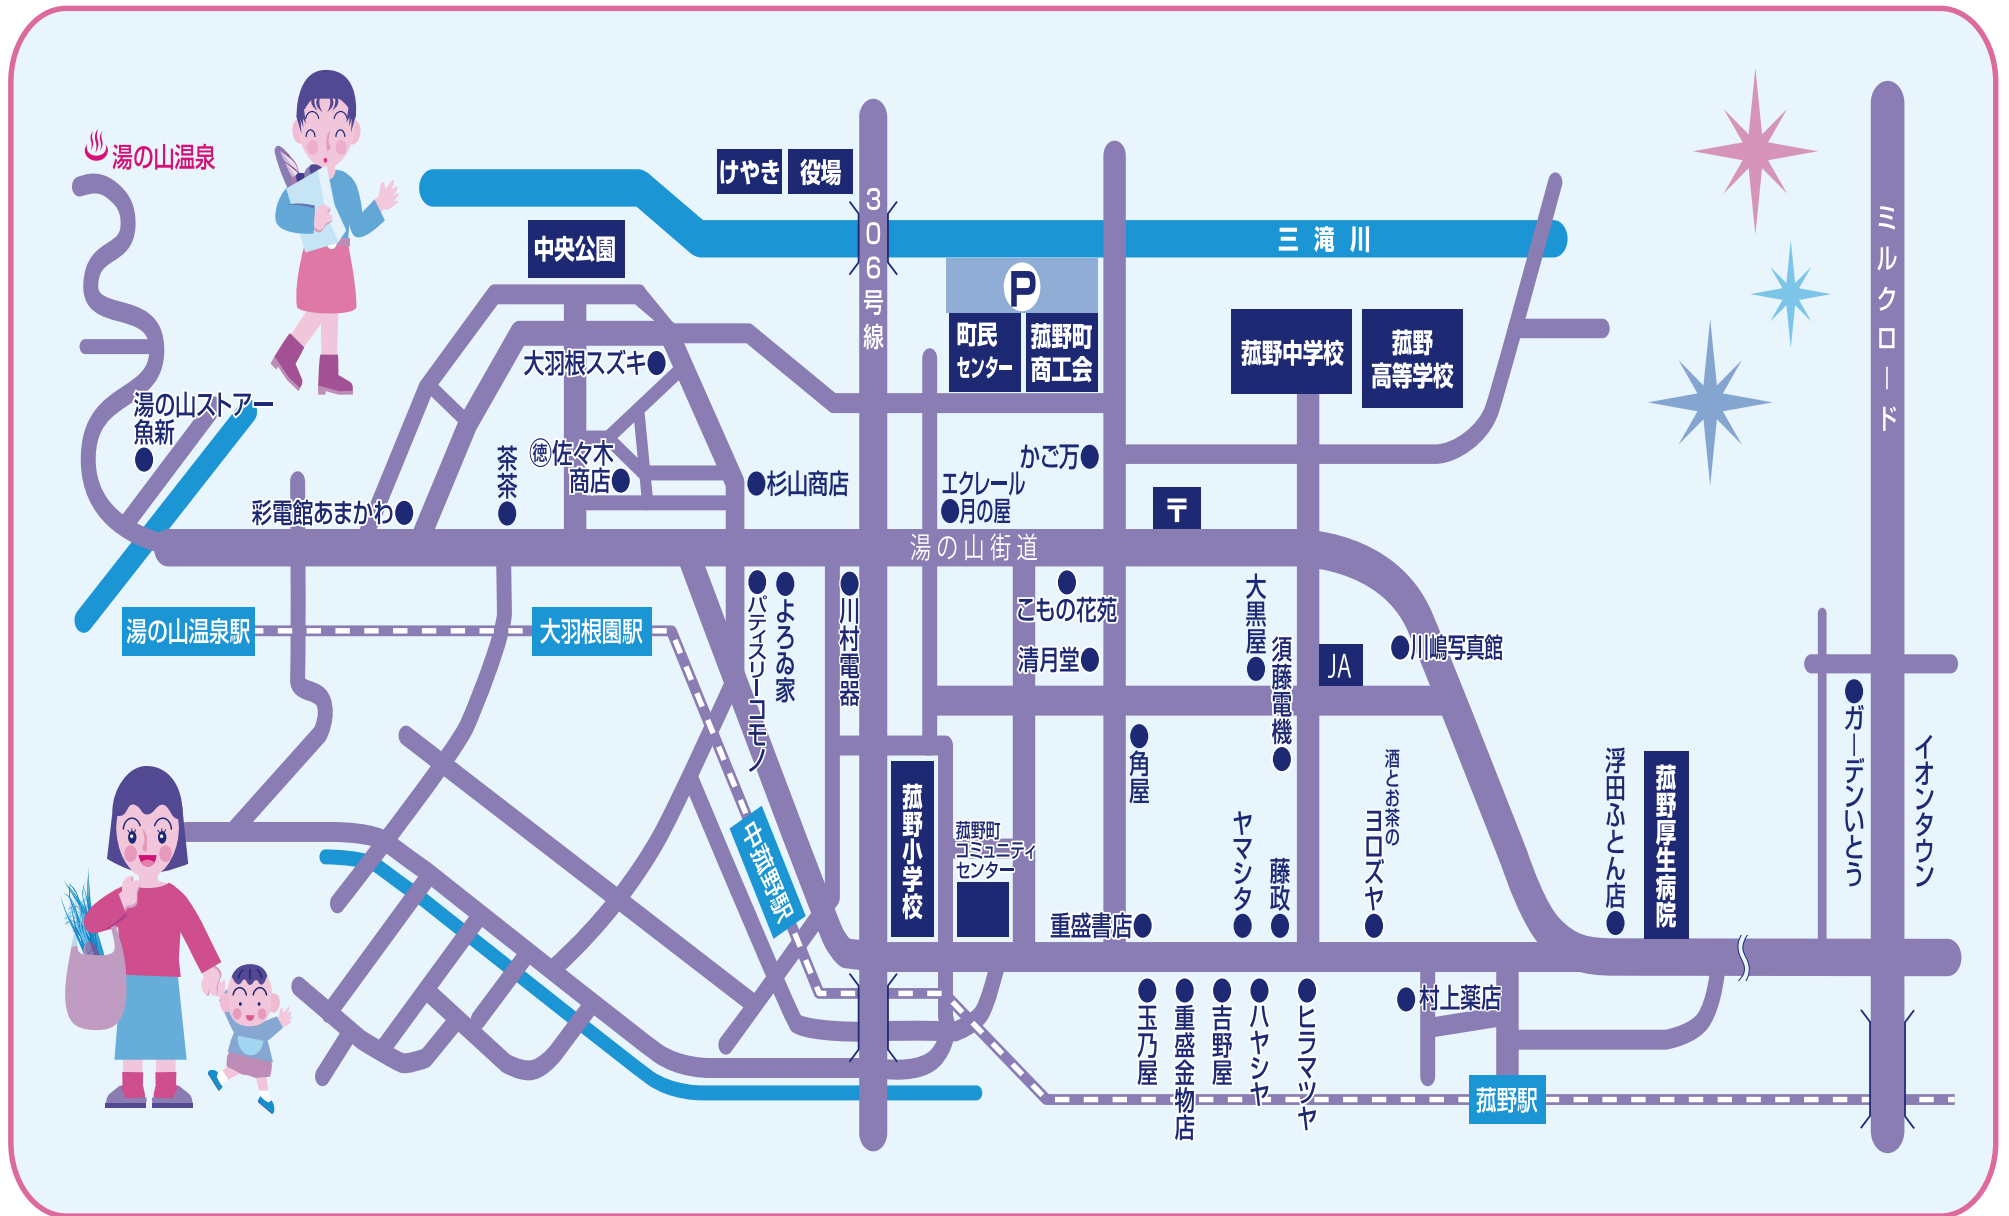 湯の山温泉
けやき
役場
306号線
三滝川
中央公園
P
町民
センター
菰野町
商工会
菰野中学校
菰野
高等学校
ミルクロード
大羽根スズキ
湯の山ストアー
魚新
茶茶
徳佐々木
商店
杉山商店
彩電館あまかわ
かご万
エクレール
月の屋
〒
湯の山街道
湯の山温泉駅
大羽根園駅
パティスリーコモノ
よろゐ家
川村電器
こもの花苑
清月堂
大黒屋
須藤電機
JA
川嶋写真館
角屋
酒とお茶の
ヨロズヤ
ヤマシタ
藤政
浮田ふとん店
菰野厚生病院
ガーデンいとう
イオンタウン
中菰野駅
菰野小学校
菰野町
コミュニティ
センター
重盛書店
玉乃屋
重盛金物店
吉野屋
ハヤシヤ
ヒラマツヤ
村上薬店
菰野駅